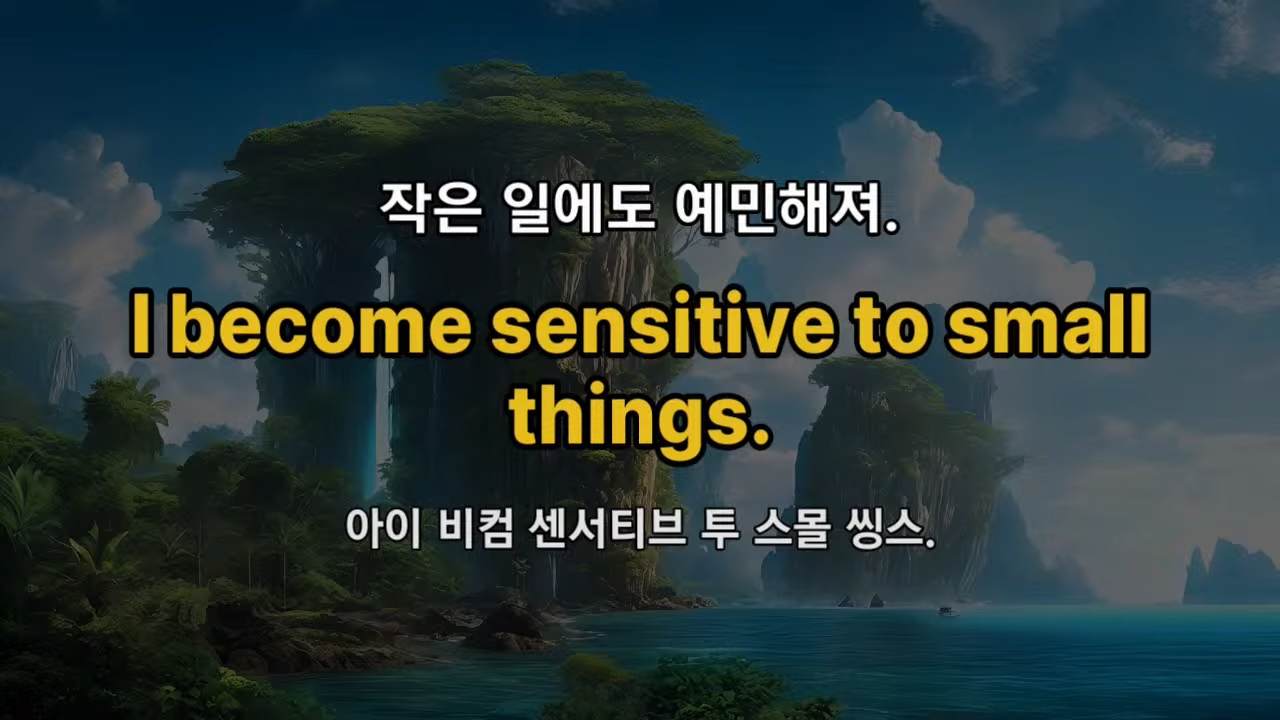 작은 일에도 예민해져.
I become sensitive to small
things.
아이 비컴 센서티브 투 스몰 씽스.